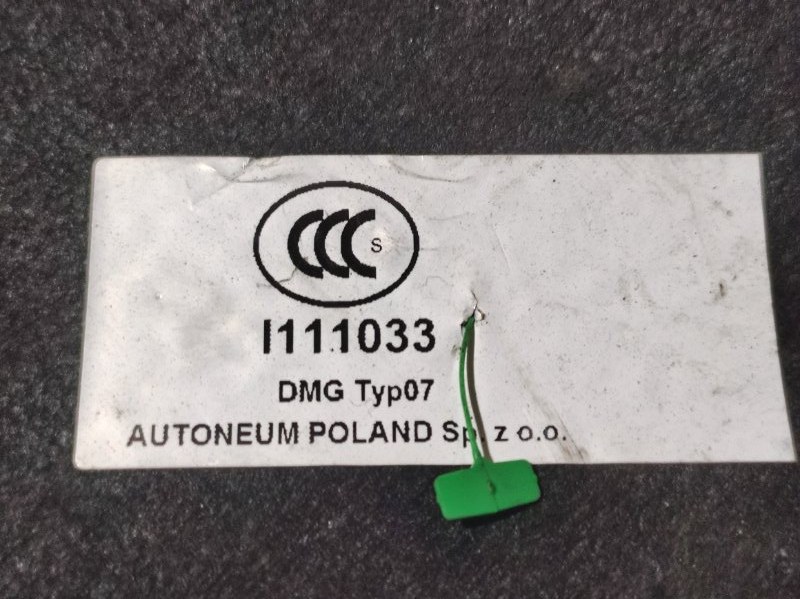 CCC S
I111033
DMG Typ07
AUTONEUM POLAND Sp. z o.o.